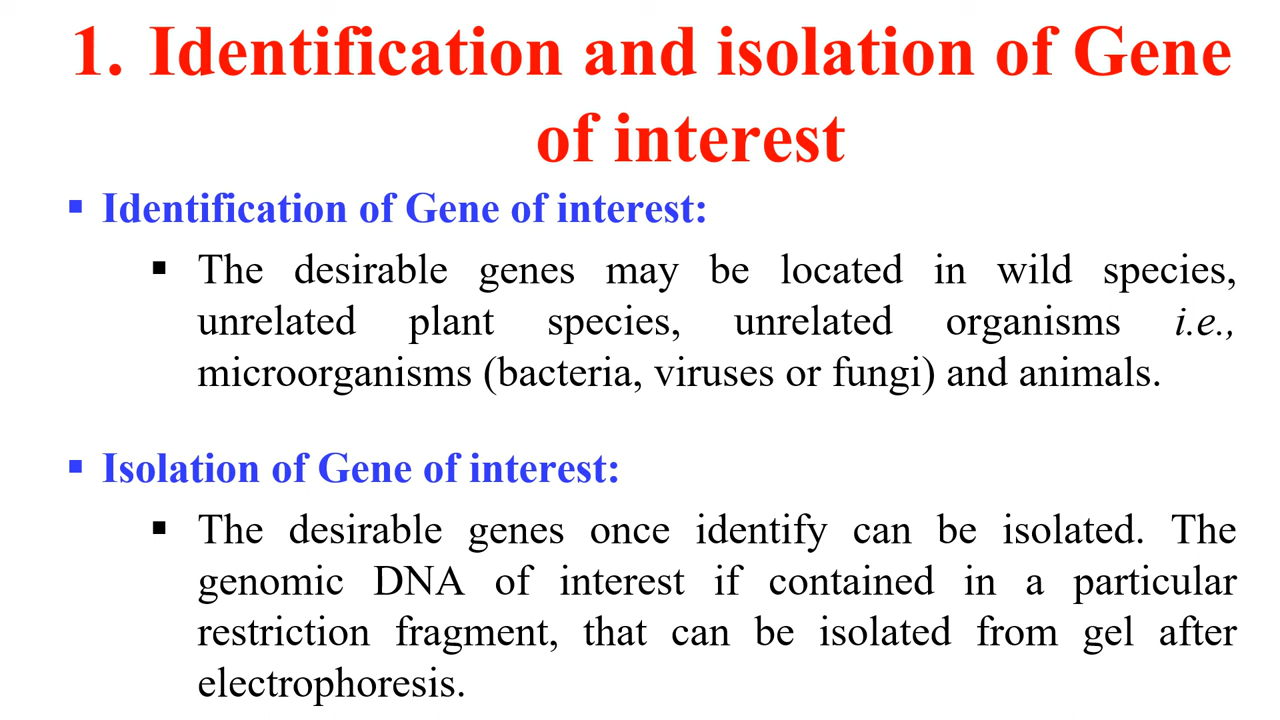 1. Identification and isolation of Gene
of interest
▪ Identification of Gene of interest:
▪ The desirable genes may be located in wild species,
unrelated plant species, unrelated organisms i.e.,
microorganisms (bacteria, viruses or fungi) and animals.
▪ Isolation of Gene of interest:
▪ The desirable genes once identify can be isolated. The
genomic DNA of interest if contained in a particular
restriction fragment, that can be isolated from gel after
electrophoresis.